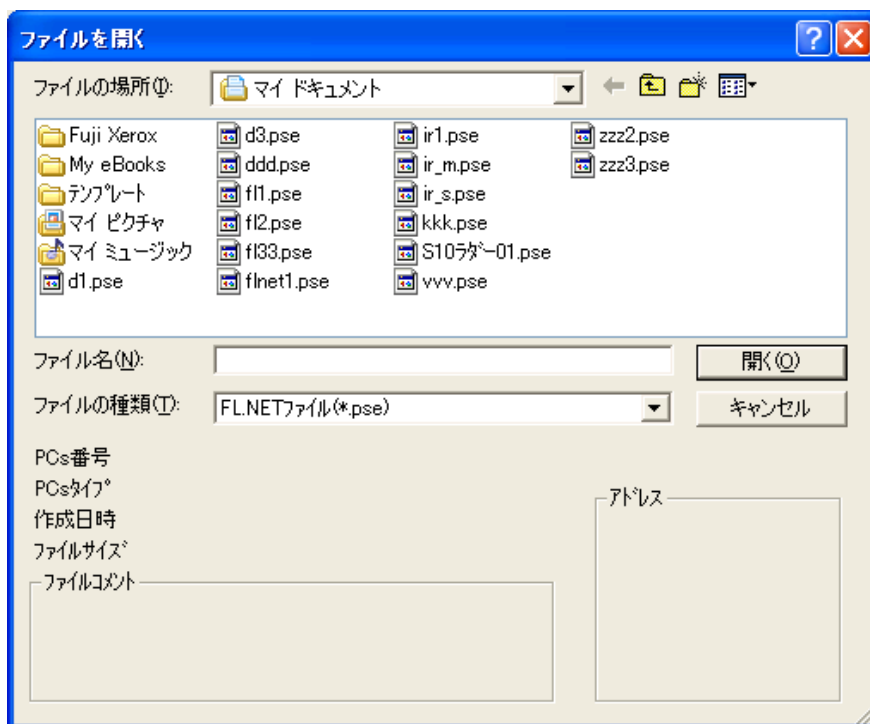 ファイルを開く
ファイルの場所(I):
マイ ドキュメント
Fuji Xerox
My eBooks
テンプレート
マイ ピクチャ
マイ ミュージック
d1.pse
d3.pse
ddd.pse
fl1.pse
fl2.pse
fl33.pse
flnet1.pse
ir1.pse
ir_m.pse
ir_s.pse
kkk.pse
S10ラダー01.pse
vvv.pse
zzz2.pse
zzz3.pse
ファイル名(N):
開く(O)
ファイルの種類(T):
FL.NETファイル(*.pse)
キャンセル
PCs番号
PCsタイプ
作成日時
ファイルサイズ
ファイルコメント
アドレス